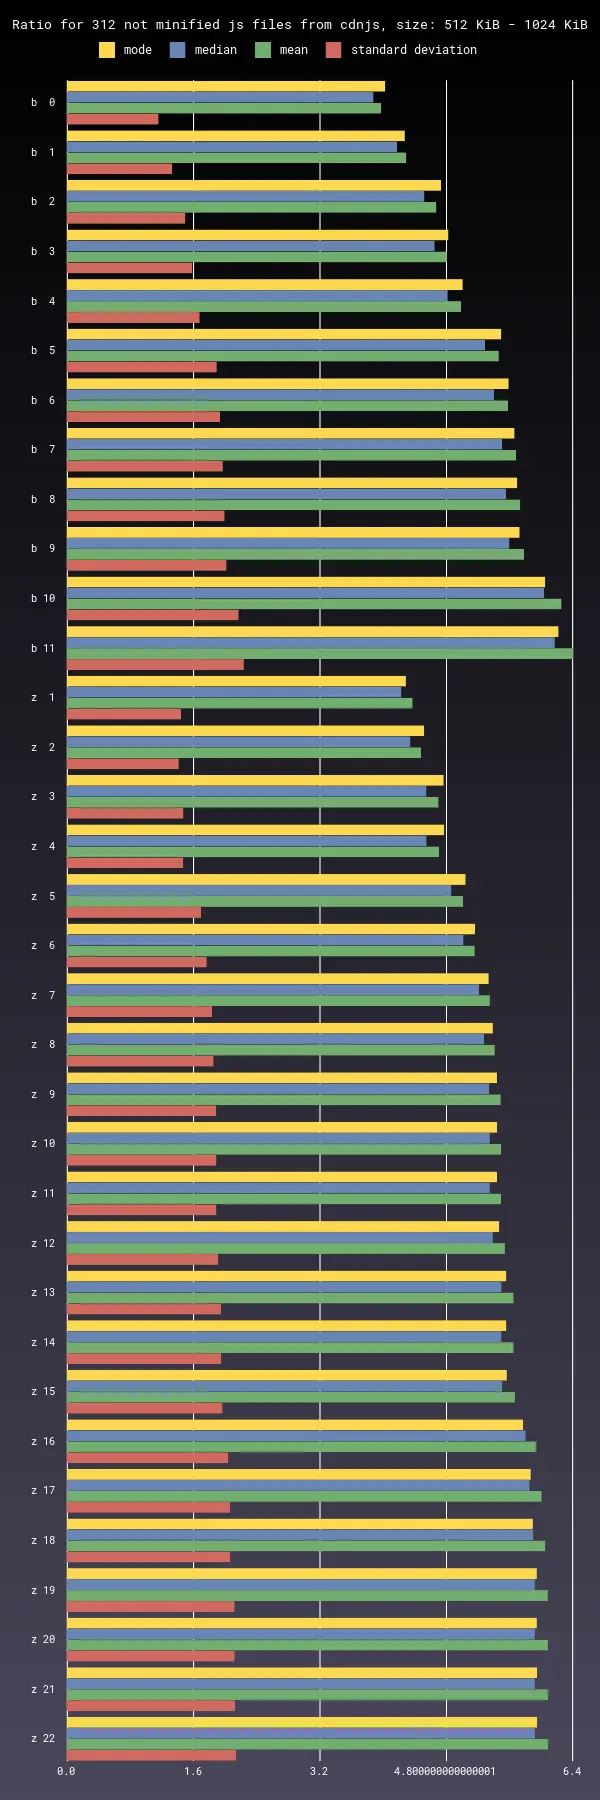 Ratio for 312 not minified js files from cdnjs, size: 512 KiB - 1024 KiB
mode median mean standard deviation
b 0
b 1
b 2
b 3
b 4
b 5
b 6
b 7
b 8
b 9
b 10
b 11
z 1
z 2
z 3
z 4
z 5
z 6
z 7
z 8
z 9
z 10
z 11
z 12
z 13
z 14
z 15
z 16
z 17
z 18
z 19
z 20
z 21
z 22
0.0 1.6 3.2 4.800000000000001 6.4